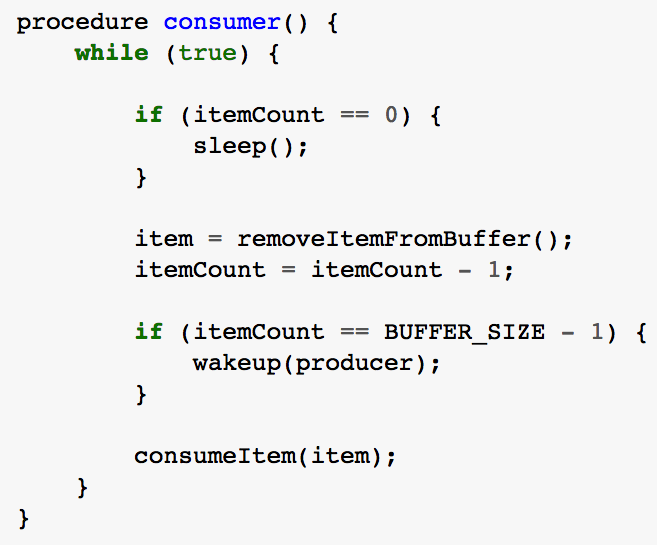 procedure consumer() {
    while (true) {

        if (itemCount == 0) {
            sleep();
        }

        item = removeItemFromBuffer();
        itemCount = itemCount - 1;

        if (itemCount == BUFFER_SIZE - 1) {
            wakeup(producer);
        }

        consumeItem(item);
    }
}